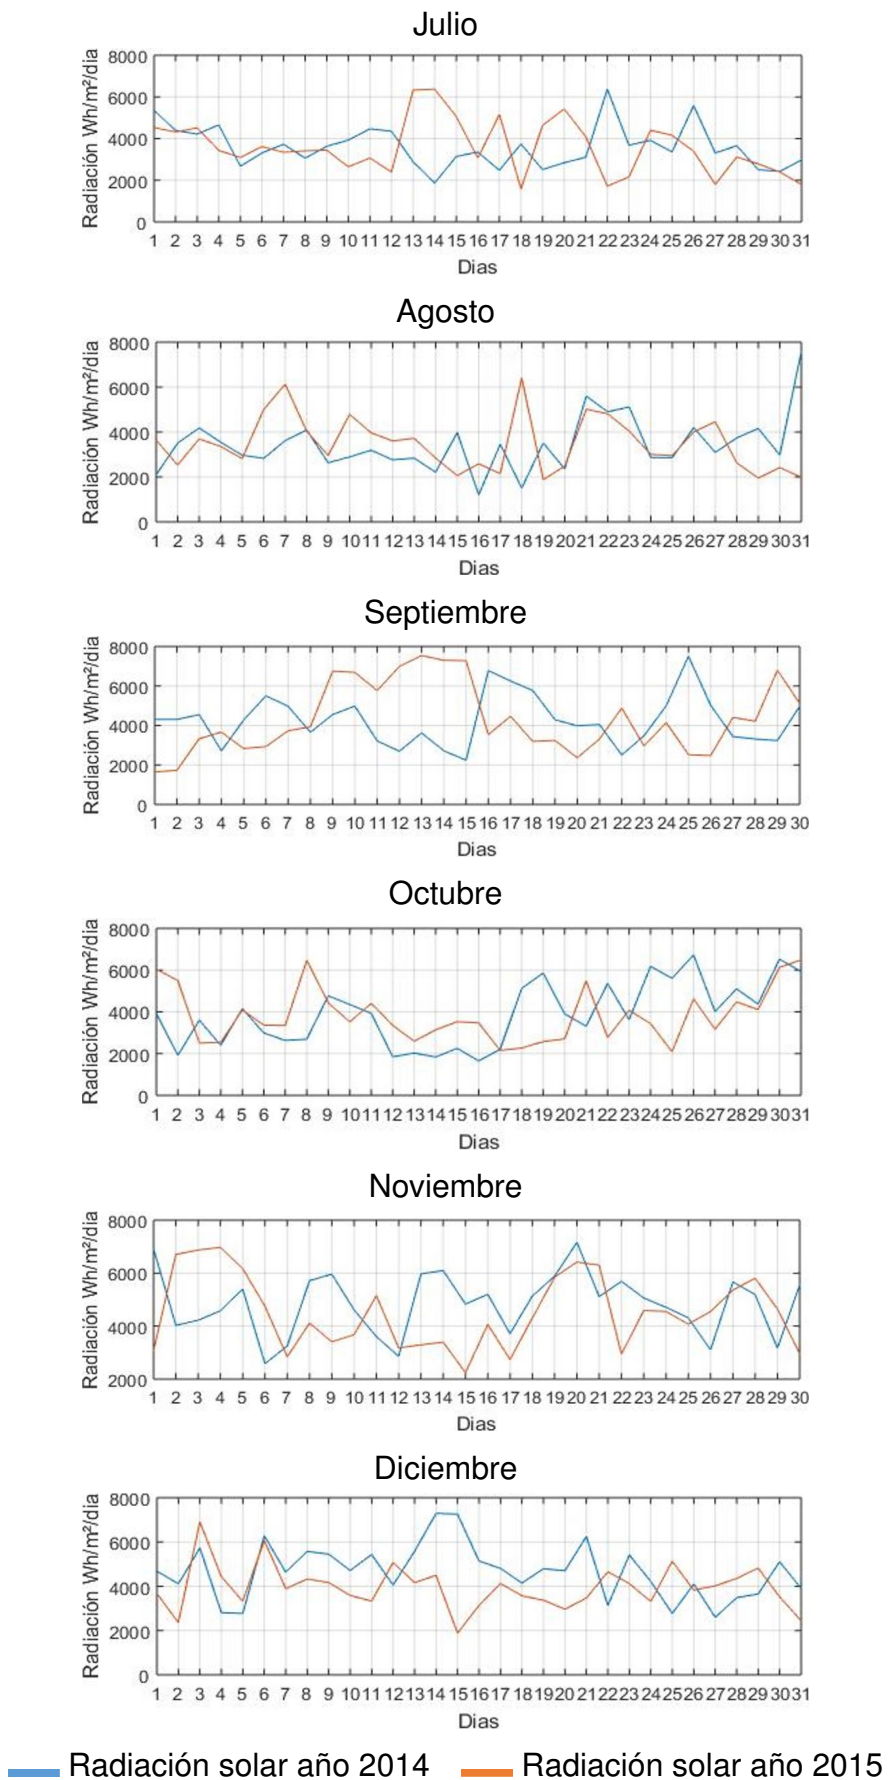 Julio
Radiación Wh/m²/dia
8000
6000
4000
2000
0
1 2 3 4 5 6 7 8 9 10 11 12 13 14 15 16 17 18 19 20 21 22 23 24 25 26 27 28 29 30 31
Dias
Agosto
Radiación Wh/m²/dia
8000
6000
4000
2000
0
1 2 3 4 5 6 7 8 9 10 11 12 13 14 15 16 17 18 19 20 21 22 23 24 25 26 27 28 29 30 31
Dias
Septiembre
Radiación Wh/m²/dia
8000
6000
4000
2000
0
1 2 3 4 5 6 7 8 9 10 11 12 13 14 15 16 17 18 19 20 21 22 23 24 25 26 27 28 29 30
Dias
Octubre
Radiación Wh/m²/dia
8000
6000
4000
2000
0
1 2 3 4 5 6 7 8 9 10 11 12 13 14 15 16 17 18 19 20 21 22 23 24 25 26 27 28 29 30 31
Dias
Noviembre
Radiación Wh/m²/dia
8000
6000
4000
2000
1 2 3 4 5 6 7 8 9 10 11 12 13 14 15 16 17 18 19 20 21 22 23 24 25 26 27 28 29 30
Dias
Diciembre
Radiación Wh/m²/dia
8000
6000
4000
2000
0
1 2 3 4 5 6 7 8 9 10 11 12 13 14 15 16 17 18 19 20 21 22 23 24 25 26 27 28 29 30 31
Dias
Radiación solar año 2014 Radiación solar año 2015